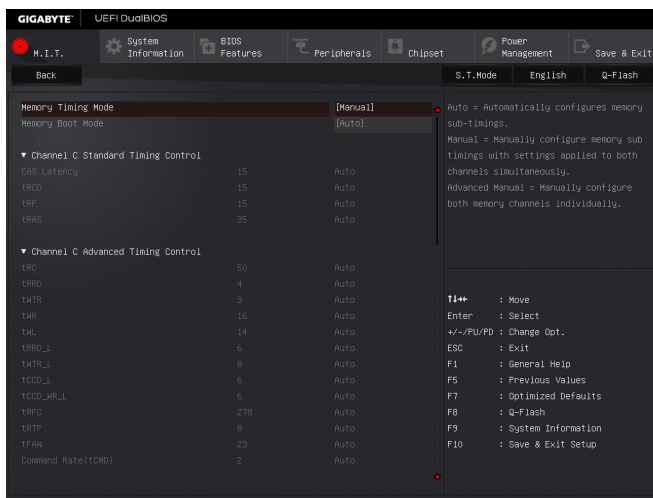 GIGABYTE™ UEFI DualBIOS
M.I.T.
System Information
BIOS Features
Peripherals
Chipset
Power Management
Save & Exit
Back
S.T.Mode English Q-Flash
Memory Timing Mode [Manual]
Memory Boot Mode [Auto]
▼ Channel C Standard Timing Control
CAS Latency 15 Auto
tRCD 15 Auto
tRP 15 Auto
tRAS 35 Auto
▼ Channel C Advanced Timing Control
tRC 50 Auto
tRRD 4 Auto
tWTR 3 Auto
tWR 16 Auto
tWL 14 Auto
tRRD_L 6 Auto
tWTR_L 8 Auto
tCCD_L 6 Auto
tCCD_WR_L 6 Auto
tRFC 278 Auto
tRTP 8 Auto
tFAW 23 Auto
Command Rate(tCMD) 2 Auto
Auto = Automatically configures memory
sub-timings.
Manual = Manually configure memory sub
timings with settings applied to both
channels simultaneously.
Advanced Manual = Manually configure
both memory channels individually.
↑↓→← : Move
Enter : Select
+/-/PU/PD : Change Opt.
ESC : Exit
F1 : General Help
F5 : Previous Values
F7 : Optimized Defaults
F8 : Q-Flash
F9 : System Information
F10 : Save & Exit Setup